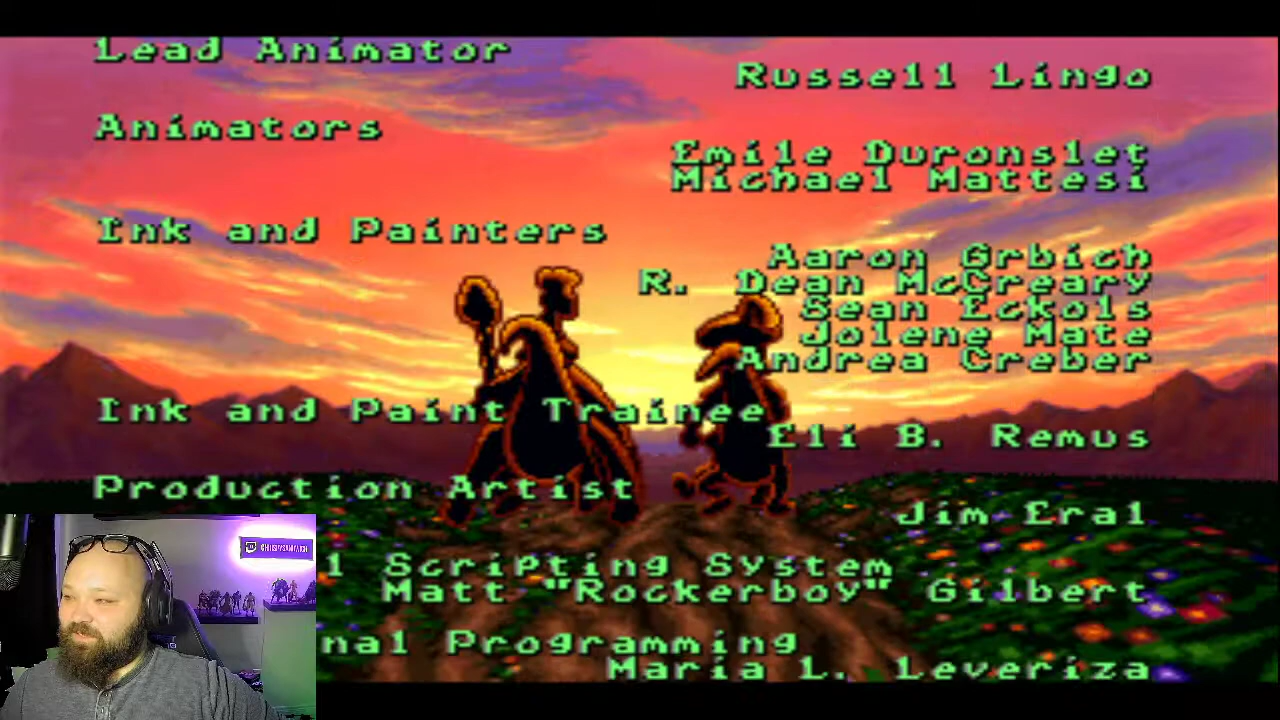 Lead Animator
Russell Lingo
Animators
Emile Duronslet
Michael Mattesi
Ink and Painters
Aaron Grbich
R. Dean McCreary
Sean Eckols
Jolene Mate
Andrea Creber
Ink and Paint Trainee
Eli B. Remus
Production Artist
Jim Eral
l Scripting System
Matt "Rockerboy" Gilbert
nal Programming
Maria L. Leveriza